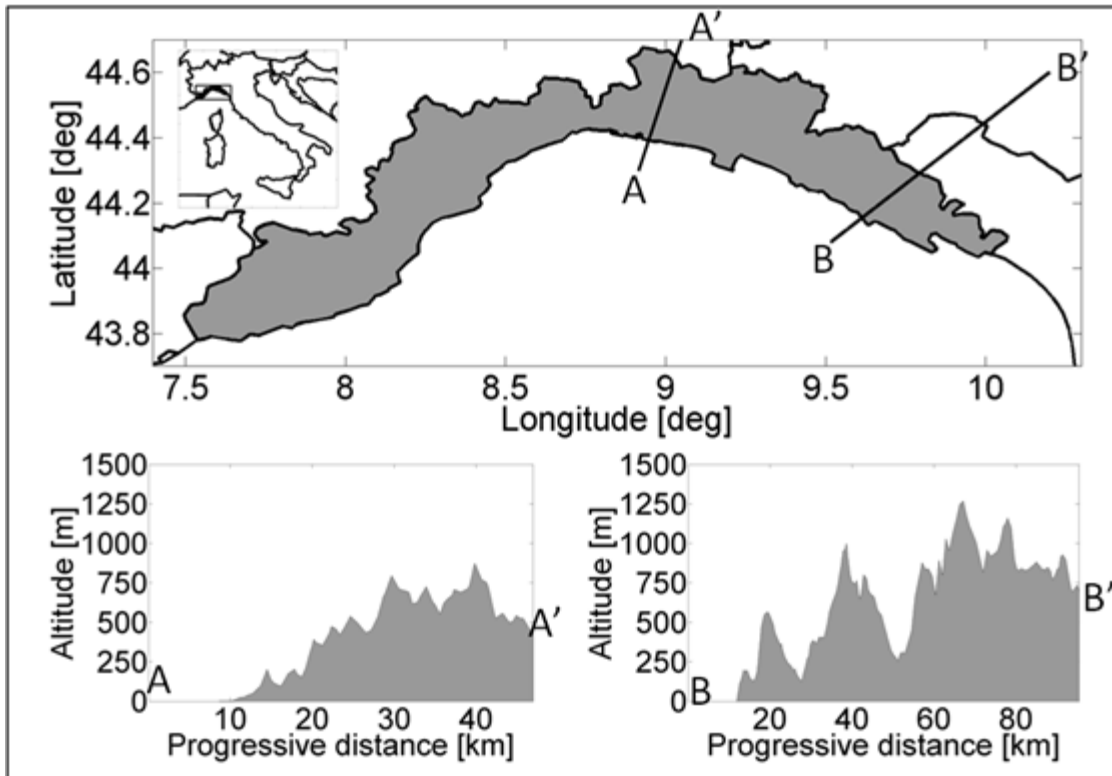 A'
B'
44.6
44.4
44.2
44
43.8
A
B
Latitude [deg]
7.5 8 8.5 9 9.5 10
Longitude [deg]
1500
1250
1000
750
500
250
0
Altitude [m]
A
A'
10 20 30 40
Progressive distance [km]
1500
1250
1000
750
500
250
0
Altitude [m]
B
B'
20 40 60 80
Progressive distance [km]